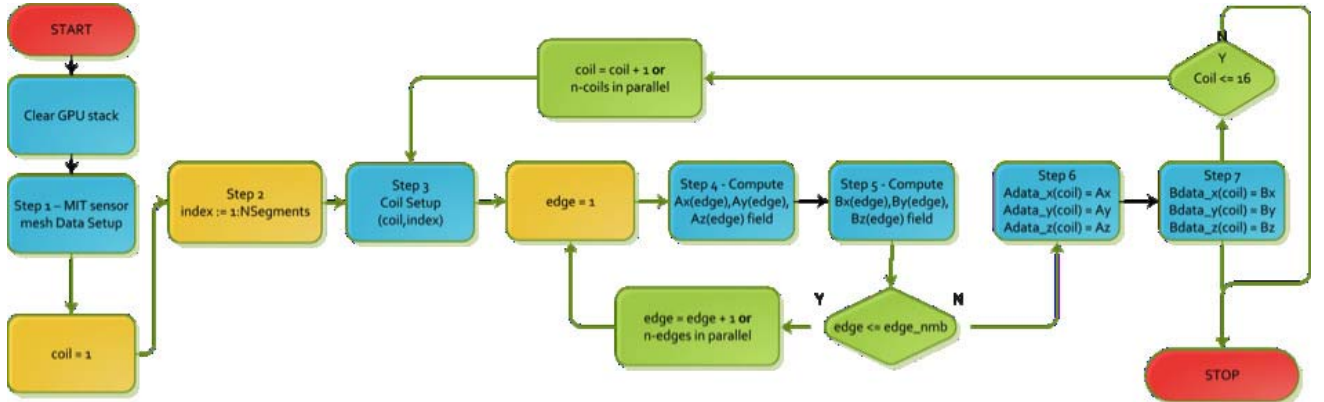 START
Clear GPU stack
Step 1 – MIT sensor
mesh Data Setup
coil = 1
Step 2
index := 1:NSegments
Step 3
Coil Setup
(coil,index)
coil = coil + 1 or
n-coils in parallel
edge = 1
Step 4 - Compute
Ax(edge),Ay(edge),
Az(edge) field
Step 5 - Compute
Bx(edge),By(edge),
Bz(edge) field
edge = edge + 1 or
n-edges in parallel
Y
edge <= edge_nmb
N
Step 6
Adata_x(coil) = Ax
Adata_y(coil) = Ay
Adata_z(coil) = Az
Step 7
Bdata_x(coil) = Bx
Bdata_y(coil) = By
Bdata_z(coil) = Bz
N
Y
Coil <= 16
STOP